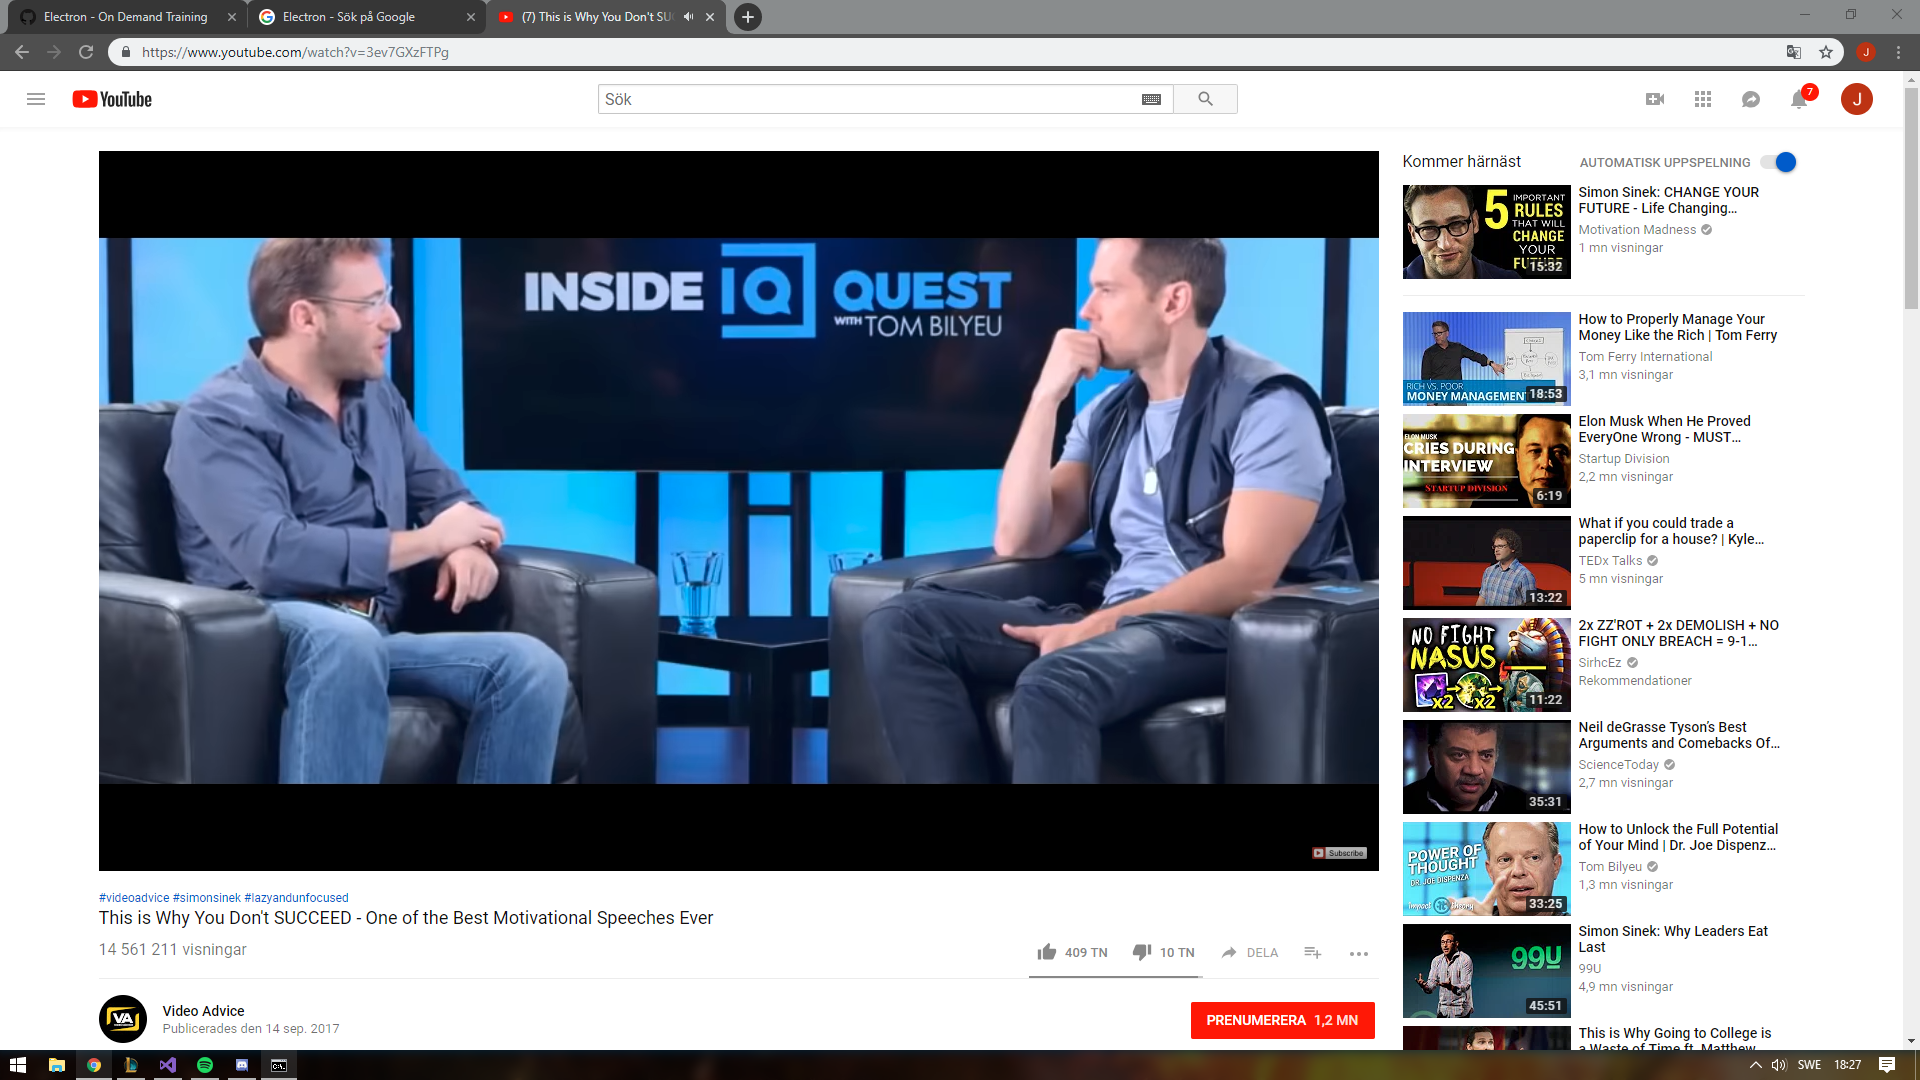 Electron - On Demand Training
Electron - Sök på Google
(7) This is Why You Don't SUC
https://www.youtube.com/watch?v=3ev7GXzFTPg
YouTube
Sök
7
J
INSIDE IQ QUEST
WITH TOM BILYEU
Subscribe
#videoadvice #simonsinek #lazyandunfocused
This is Why You Don't SUCCEED - One of the Best Motivational Speeches Ever
14 561 211 visningar
409 TN
10 TN
DELA
VA
Video Advice
Publicerades den 14 sep. 2017
PRENUMERERA 1,2 MN
Kommer härnäst
AUTOMATISK UPPSPELNING
5 IMPORTANT
RULES
THAT WILL
CHANGE
YOUR
FUTURE
15:32
Simon Sinek: CHANGE YOUR
FUTURE - Life Changing…
Motivation Madness
1 mn visningar
RICH VS. POOR
MONEY MANAGEMENT
18:53
How to Properly Manage Your
Money Like the Rich | Tom Ferry
Tom Ferry International
3,1 mn visningar
ELON MUSK
CRIES DURING
INTERVIEW
STARTUP DIVISION
6:19
Elon Musk When He Proved
EveryOne Wrong - MUST…
Startup Division
2,2 mn visningar
13:22
What if you could trade a
paperclip for a house? | Kyle…
TEDx Talks
5 mn visningar
NO FIGHT
NASUS
x2
x2
11:22
2x ZZ'ROT + 2x DEMOLISH + NO
FIGHT ONLY BREACH = 9-1…
SirhcEz
Rekommendationer
35:31
Neil deGrasse Tyson's Best
Arguments and Comebacks Of…
ScienceToday
2,7 mn visningar
POWER OF
THOUGHT
DR. JOE DISPENZA
Impact Theory
33:25
How to Unlock the Full Potential
of Your Mind | Dr. Joe Dispenz…
Tom Bilyeu
1,3 mn visningar
99U
45:51
Simon Sinek: Why Leaders Eat
Last
99U
4,9 mn visningar
This is Why Going to College is
a Waste of Time ft. Matthew
SWE
18:27